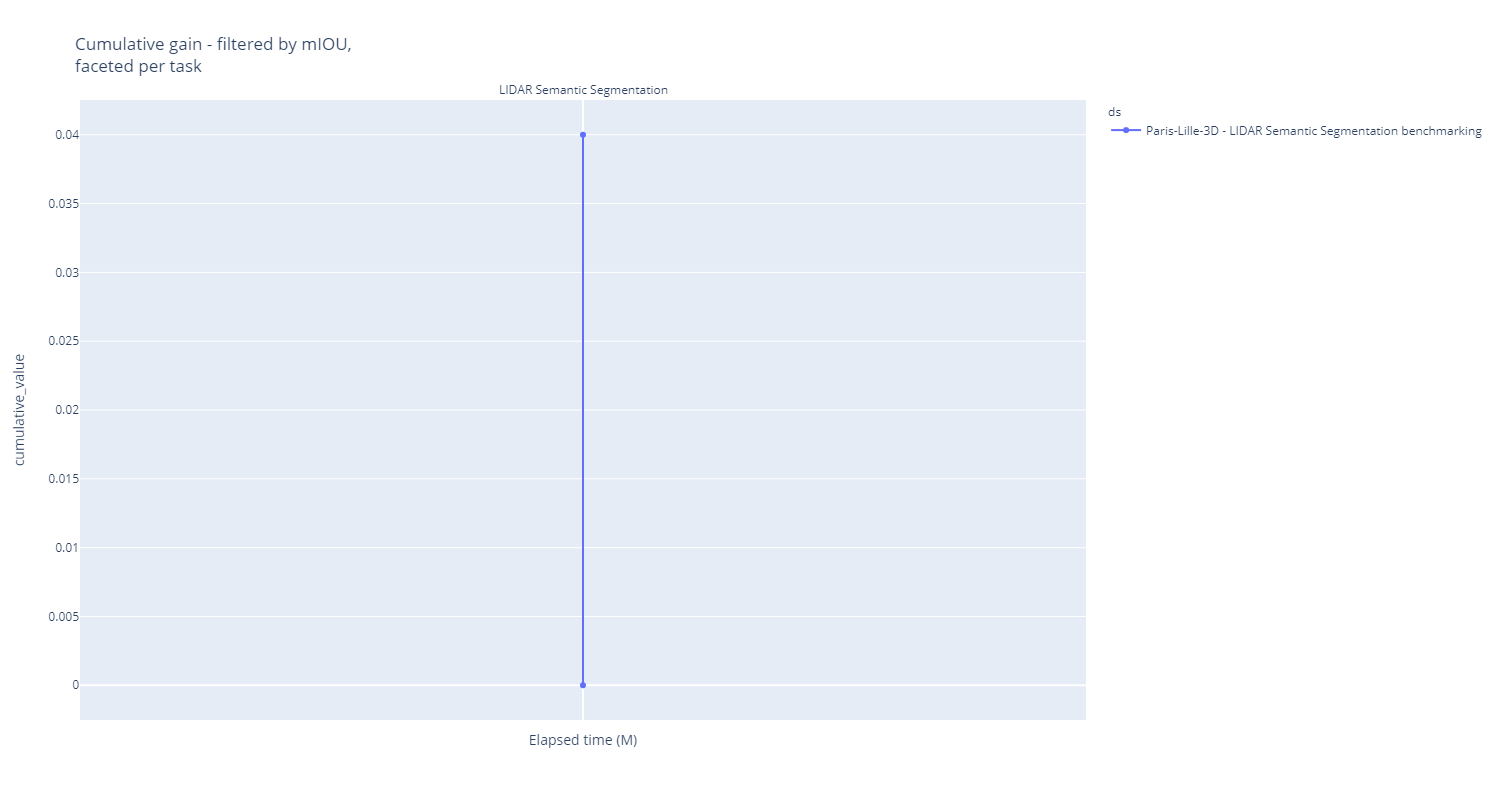 Cumulative gain - filtered by mIOU,
faceted per task
LIDAR Semantic Segmentation
ds
Paris-Lille-3D - LIDAR Semantic Segmentation benchmarking
0.04
0.035
0.03
0.025
0.02
0.015
0.01
0.005
0
cumulative_value
Elapsed time (M)